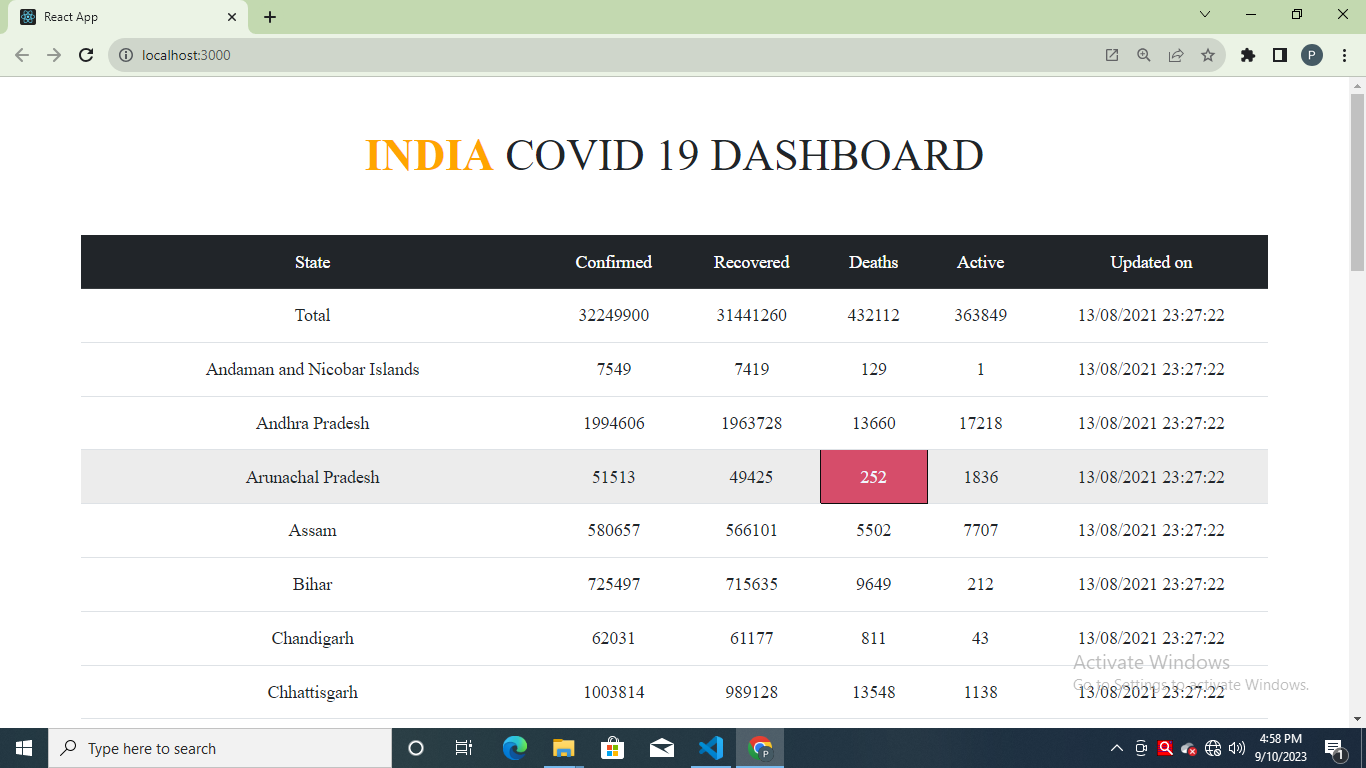 React App
localhost:3000
P
INDIA COVID 19 DASHBOARD
State Confirmed Recovered Deaths Active Updated on
Total 32249900 31441260 432112 363849 13/08/2021 23:27:22
Andaman and Nicobar Islands 7549 7419 129 1 13/08/2021 23:27:22
Andhra Pradesh 1994606 1963728 13660 17218 13/08/2021 23:27:22
Arunachal Pradesh 51513 49425 252 1836 13/08/2021 23:27:22
Assam 580657 566101 5502 7707 13/08/2021 23:27:22
Bihar 725497 715635 9649 212 13/08/2021 23:27:22
Chandigarh 62031 61177 811 43 13/08/2021 23:27:22
Activate Windows
Go to Settings to activate Windows.
Chhattisgarh 1003814 989128 13548 1138 13/08/2021 23:27:22
Type here to search
P
4:58 PM
9/10/2023
1